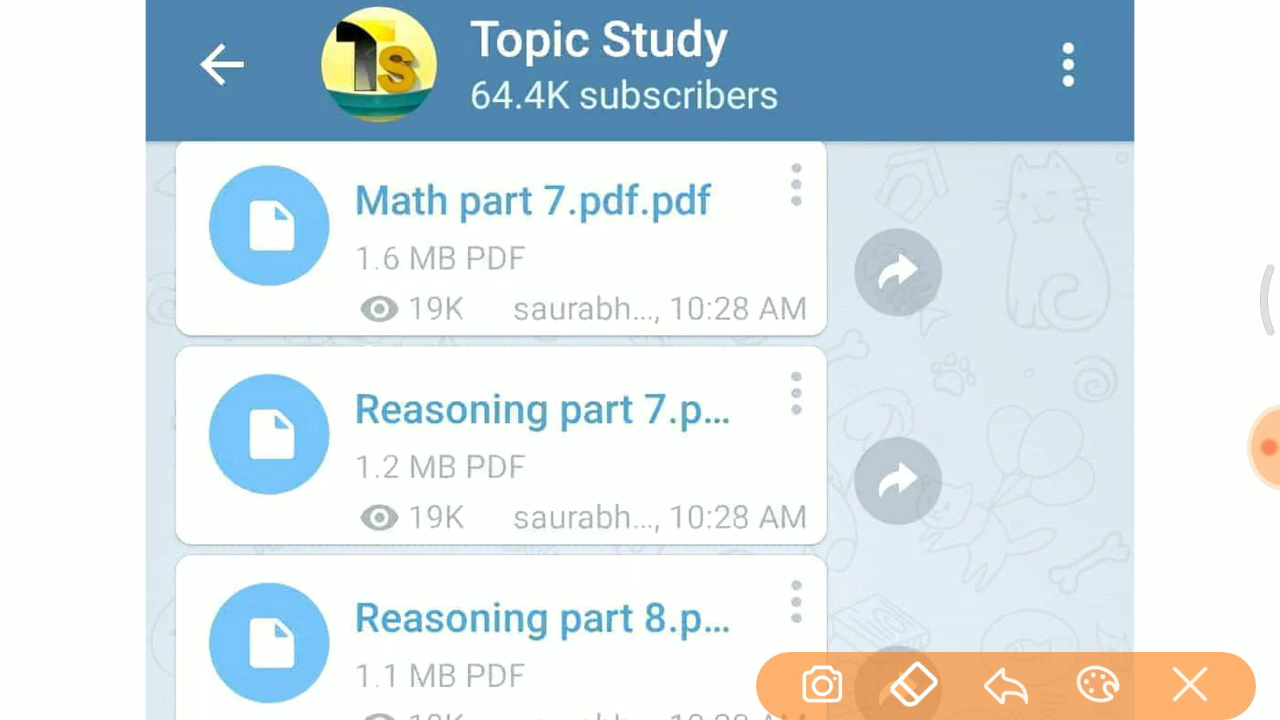 Ts
Topic Study
64.4K subscribers
Math part 7.pdf.pdf
1.6 MB PDF
19K saurabh..., 10:28 AM
Reasoning part 7.p...
1.2 MB PDF
19K saurabh..., 10:28 AM
Reasoning part 8.p...
1.1 MB PDF